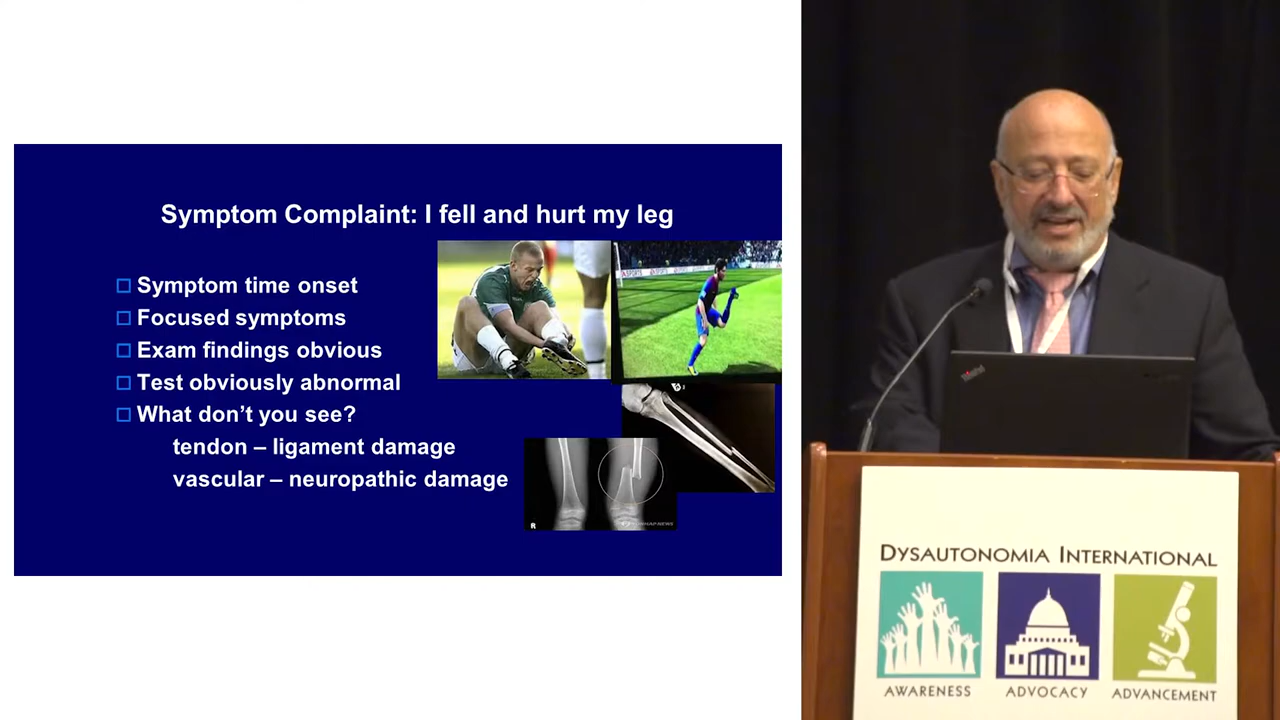 Symptom Complaint: I fell and hurt my leg
Symptom time onset
Focused symptoms
Exam findings obvious
Test obviously abnormal
What don't you see?
tendon – ligament damage
vascular – neuropathic damage
R
ThinkPad
DYSAUTONOMIA INTERNATIONAL
AWARENESS
ADVOCACY
ADVANCEMENT